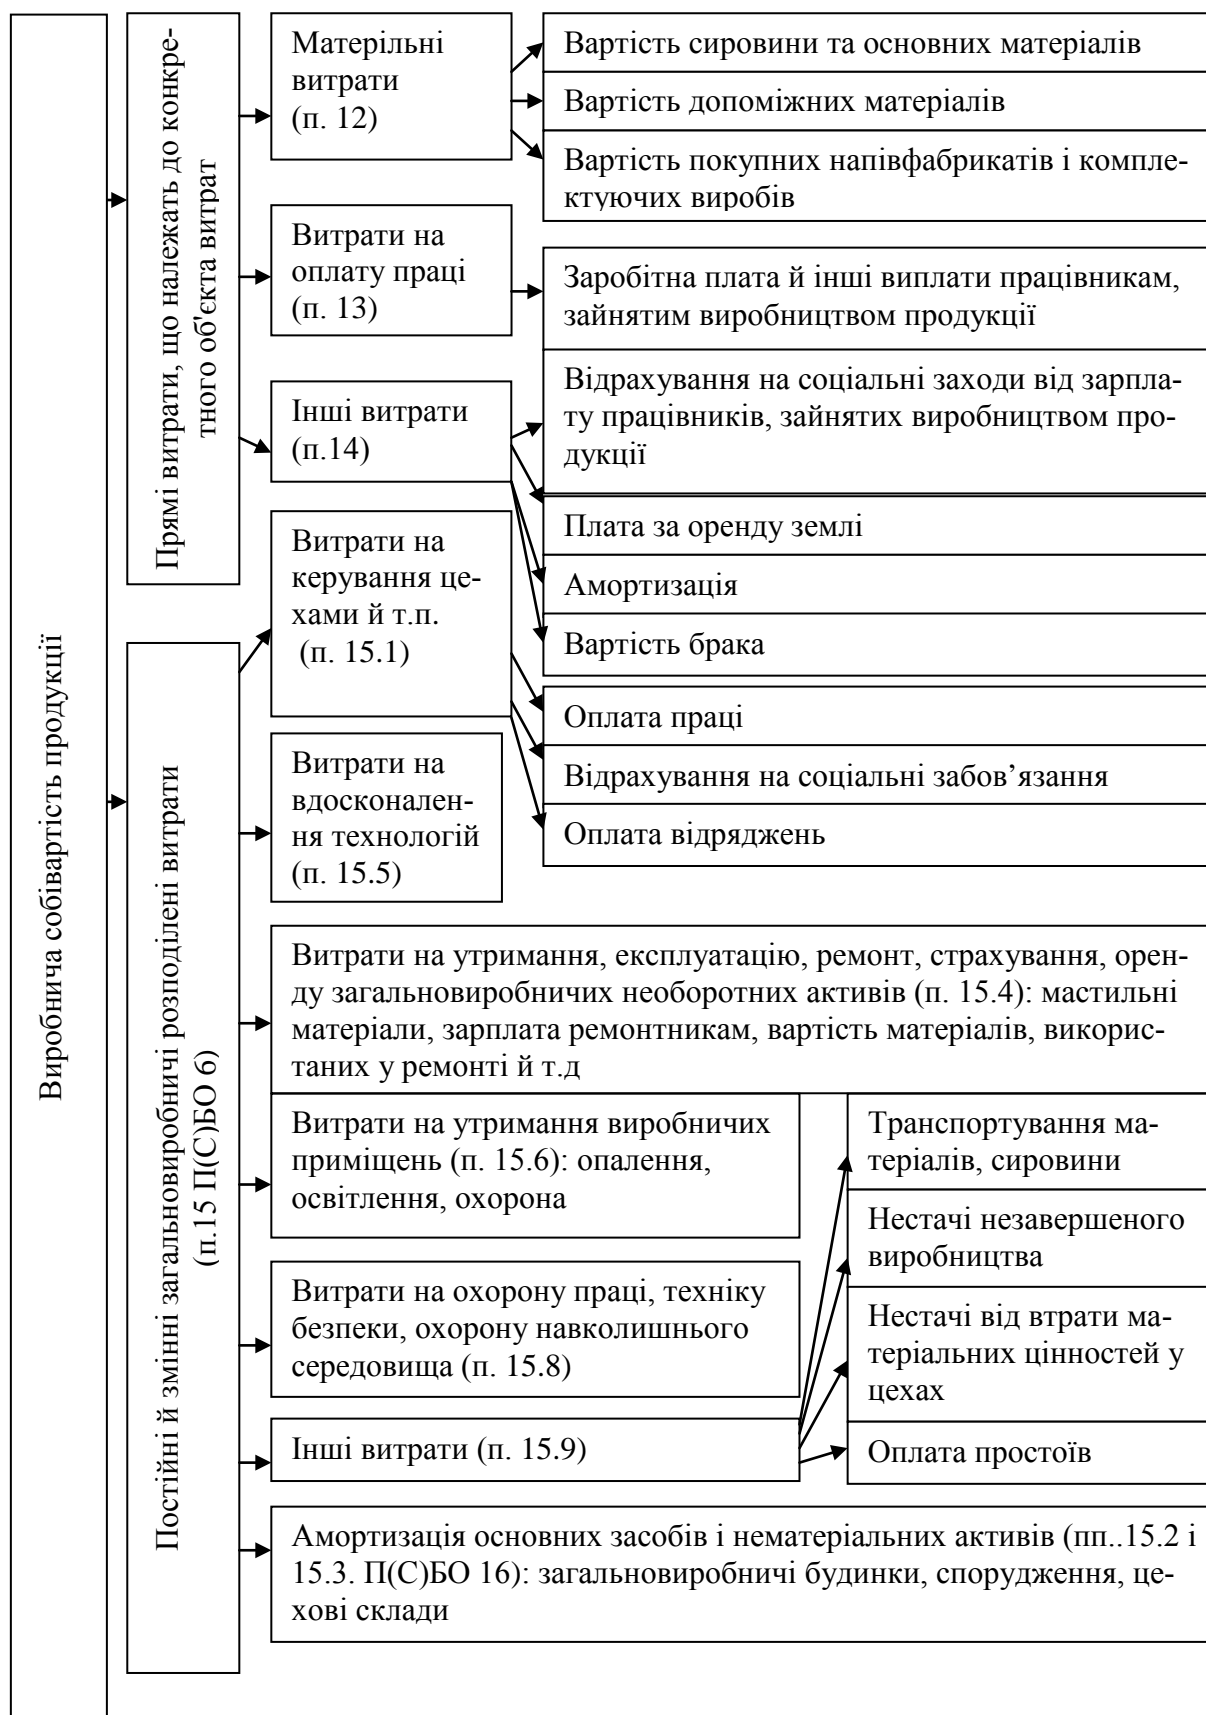 Виробнича собівартість продукції
Прямі витрати, що належать до конкре-
тного об'єкта витрат
Матерільні
витрати
(п. 12)
Вартість сировини та основних матеріалів
Вартість допоміжних матеріалів
Вартість покупних напівфабрикатів і компле-
ктуючих виробів
Витрати на
оплату праці
(п. 13)
Заробітна плата й інші виплати працівникам,
зайнятим виробництвом продукції
Інші витрати
(п.14)
Відрахування на соціальні заходи від зарпла-
ту працівників, зайнятих виробництвом про-
дукції
Плата за оренду землі
Амортизація
Вартість брака
Постійні й змінні загальновиробничі розподілені витрати
(п.15 П(С)БО 6)
Витрати на
керування це-
хами й т.п.
(п. 15.1)
Оплата праці
Відрахування на соціальні забов’язання
Оплата відряджень
Витрати на
вдосконален-
ня технологій
(п. 15.5)
Витрати на утримання, експлуатацію, ремонт, страхування, орен-
ду загальновиробничих необоротних активів (п. 15.4): мастильні
матеріали, зарплата ремонтникам, вартість матеріалів, викорис-
таних у ремонті й т.д
Витрати на утримання виробничих
приміщень (п. 15.6): опалення,
освітлення, охорона
Витрати на охорону праці, техніку
безпеки, охорону навколишнього
середовища (п. 15.8)
Інші витрати (п. 15.9)
Транспортування ма-
теріалів, сировини
Нестачі незавершеного
виробництва
Нестачі від втрати ма-
теріальних цінностей у
цехах
Оплата простоїв
Амортизація основних засобів і нематеріальних активів (пп..15.2 і
15.3. П(С)БО 16): загальновиробничі будинки, спорудження, це-
хові склади